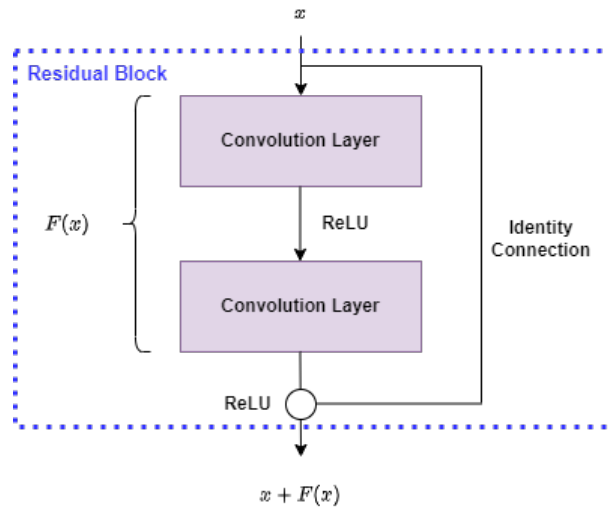 x
Residual Block
Convolution Layer
F(x)
ReLU
Identity
Connection
Convolution Layer
ReLU
x + F(x)